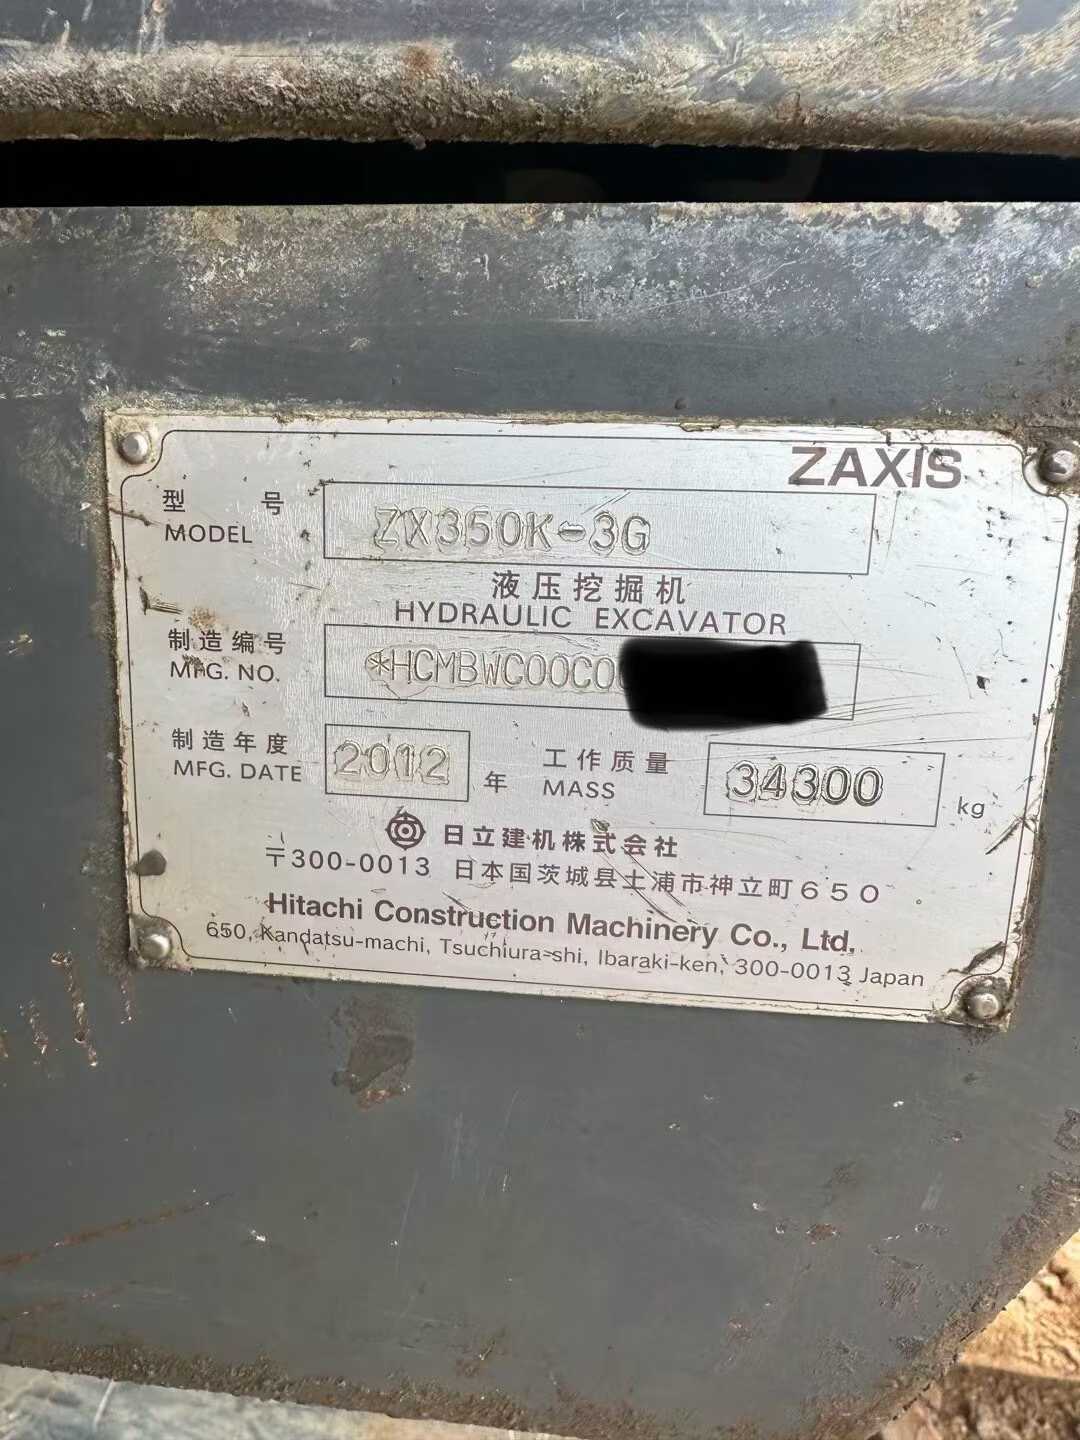 ZAXIS
型 号 ZX350K-3G
MODEL
液压挖掘机
HYDRAULIC EXCAVATOR
制造编号 *HCMBWC00C0
MFG. NO.
制造年度 2012 年 工作质量 34300 kg
MFG. DATE MASS
日立建机株式会社
〒300-0013 日本国茨城县土浦市神立町650
Hitachi Construction Machinery Co., Ltd.
650, Kandatsu-machi, Tsuchiura-shi, Ibaraki-ken, 300-0013 Japan